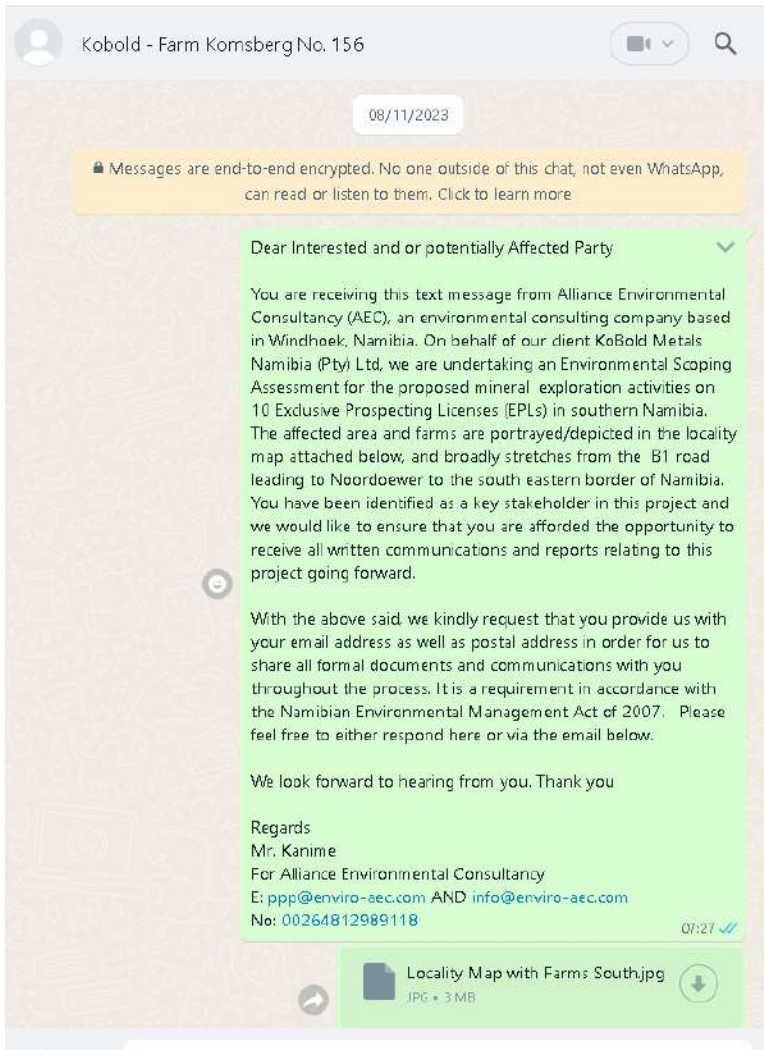 Kobold - Farm Komsberg No. 156
08/11/2023
Messages are end-to-end encrypted. No one outside of this chat, not even WhatsApp,
can read or listen to them. Click to learn more
Dear Interested and or potentially Affected Party
You are receiving this text message from Alliance Environmental
Consultancy (AEC), an environmental consulting company based
in Windhoek, Namibia. On behalf of our client KoBold Metals
Namibia (Pty) Ltd, we are undertaking an Environmental Scoping
Assessment for the proposed mineral exploration activities on
10 Exclusive Prospecting Licenses (EPLs) in southern Namibia.
The affected area and farms are portrayed/depicted in the locality
map attached below, and broadly stretches from the B1 road
leading to Noordoewer to the south eastern border of Namibia.
You have been identified as a key stakeholder in this project and
we would like to ensure that you are afforded the opportunity to
receive all written communications and reports relating to this
project going forward.
With the above said, we kindly request that you provide us with
your email address as well as postal address in order for us to
share all formal documents and communications with you
throughout the process. It is a requirement in accordance with
the Namibian Environmental Management Act of 2007. Please
feel free to either respond here or via the email below.
We look forward to hearing from you. Thank you
Regards
Mr. Kanime
For Alliance Environmental Consultancy
E: ppp@enviro-aec.com AND info@enviro-aec.com
No: 00264812989118
07:27
Locality Map with Farms South.jpg
JPG • 3 MB